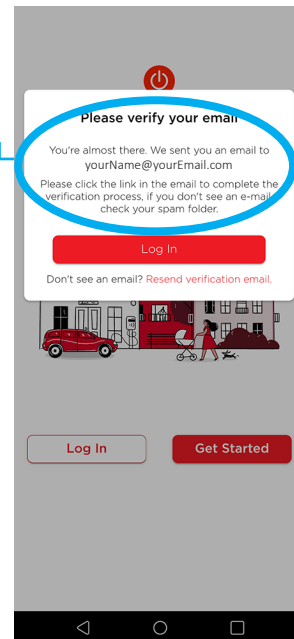 Please verify your email
You're almost there. We sent you an email to
yourName@yourEmail.com
Please click the link in the email to complete the
verification process, if you don't see an e-mail
check your spam folder.
Log In
Don't see an email? Resend verification email.
Log In
Get Started